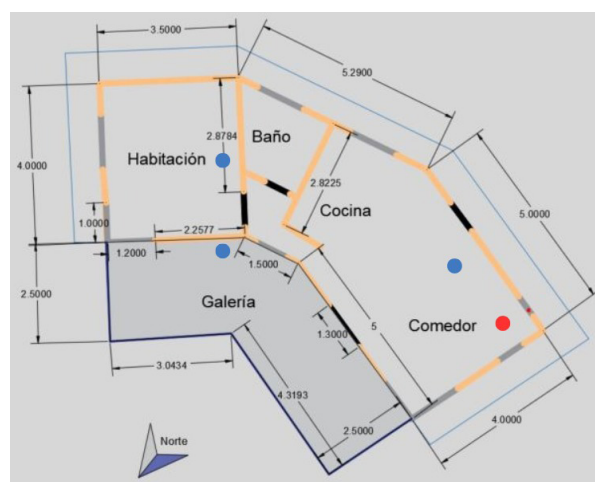 3.5000
5.2900
2.8784
Baño
4.0000
Habitación
2.8225
Cocina
5.0000
1.0000
2.2577
1.2000
1.5000
2.5000
Galería
1.3000
5
Comedor
3.0434
4.3193
2.5000
4.0000
Norte